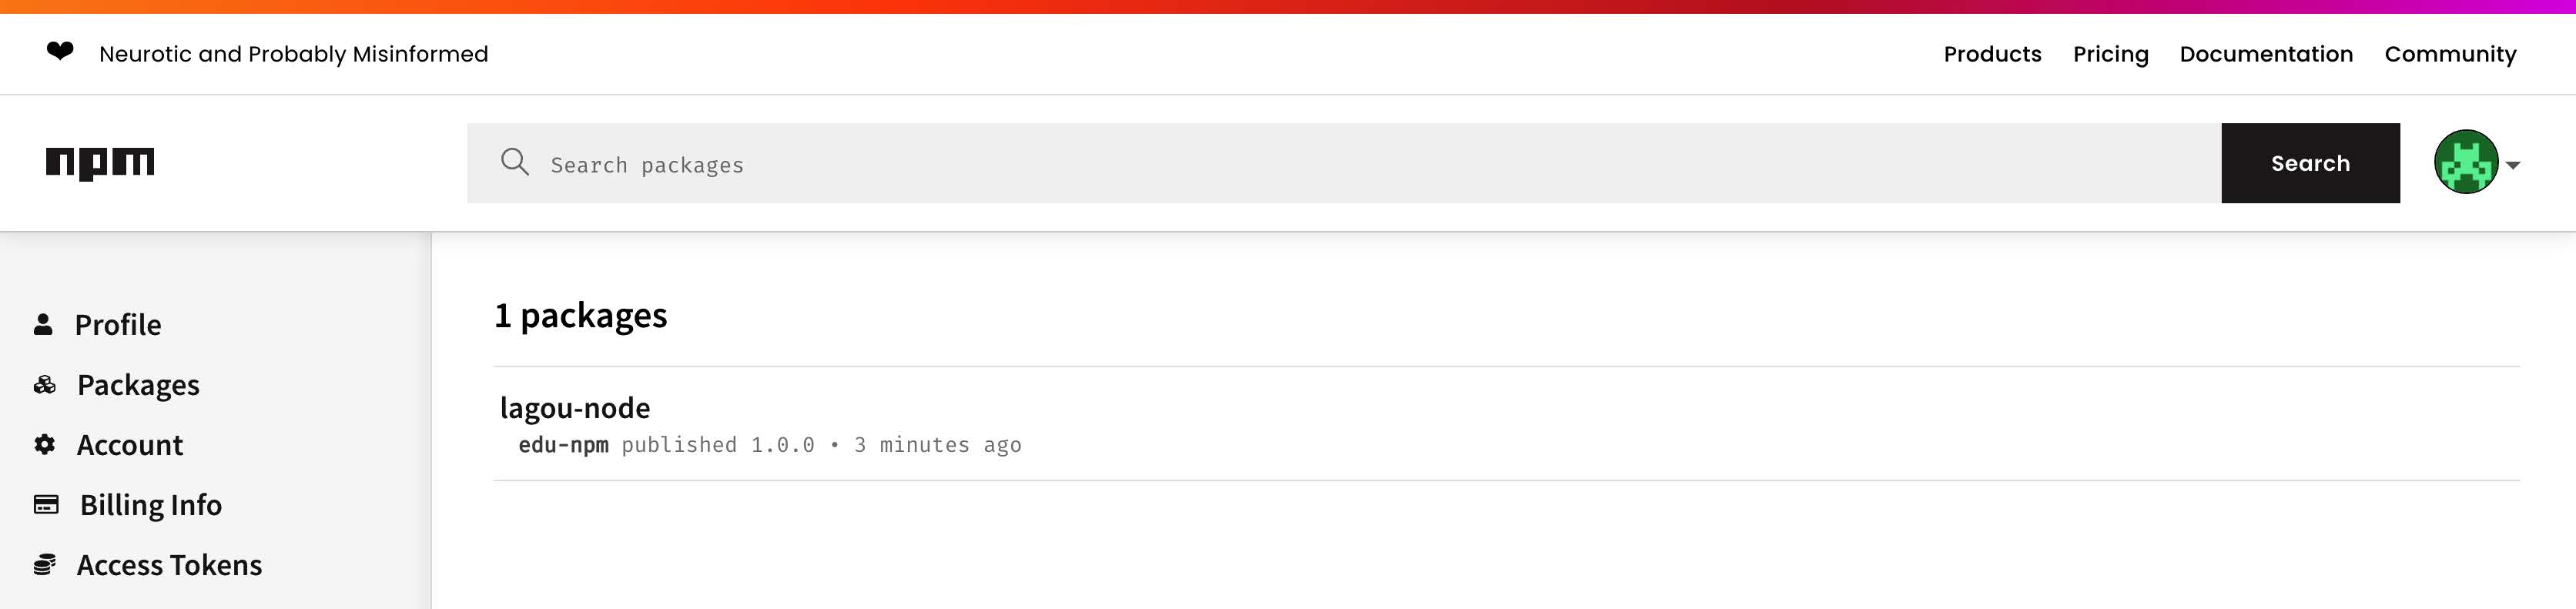 ❤ Neurotic and Probably Misinformed
Products Pricing Documentation Community
npm
Search packages
Search
Profile
Packages
Account
Billing Info
Access Tokens
1 packages
lagou-node
edu-npm published 1.0.0 • 3 minutes ago